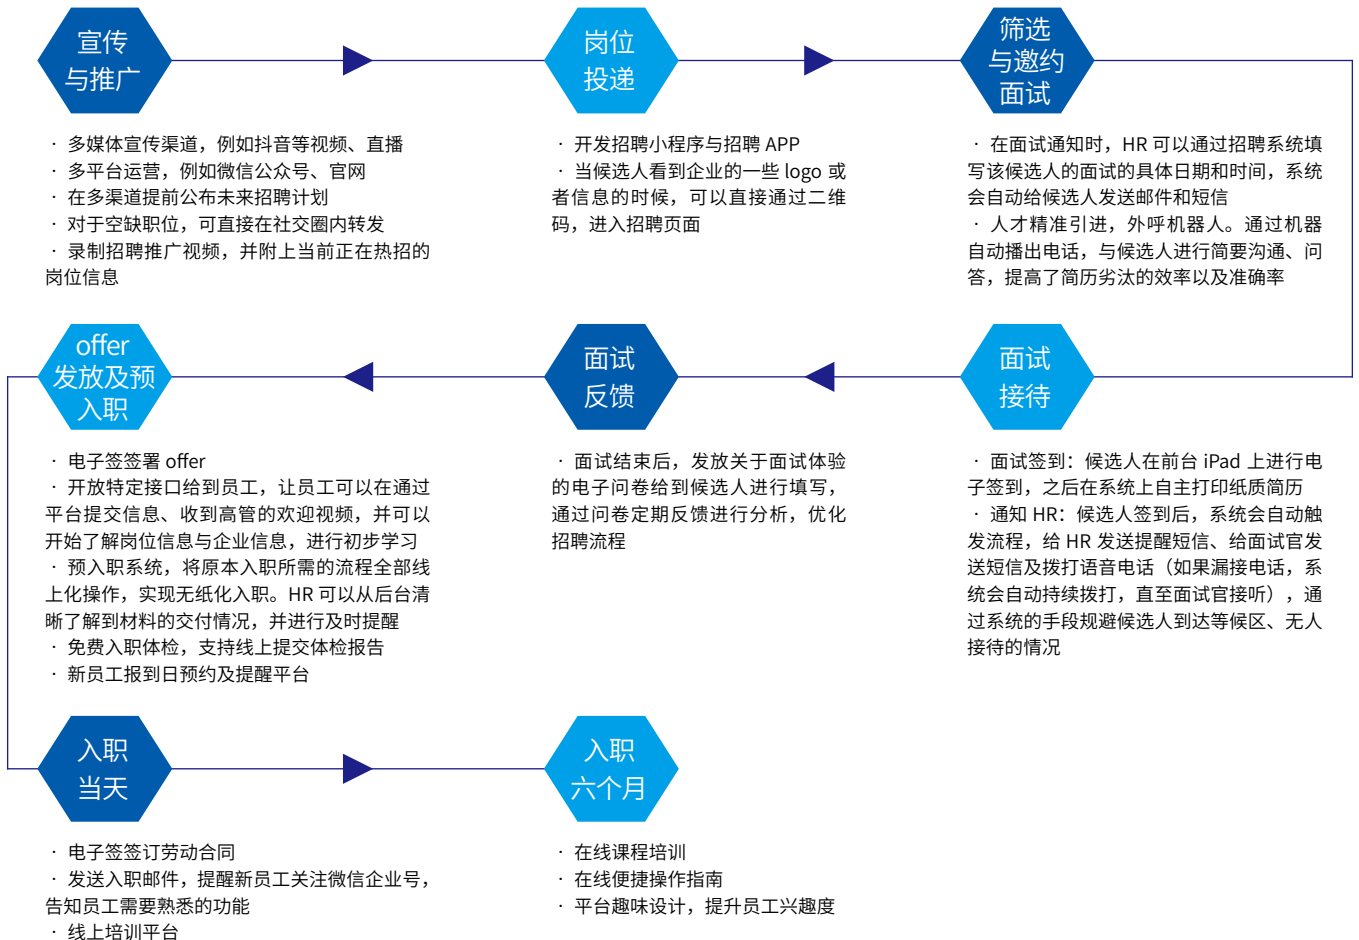 宣传
与推广
岗位
投递
筛选
与邀约
面试
· 多媒体宣传渠道，例如抖音等视频、直播
· 多平台运营，例如微信公众号、官网
· 在多渠道提前公布未来招聘计划
· 对于空缺职位，可直接在社交圈内转发
· 录制招聘推广视频，并附上当前正在热招的
岗位信息
· 开发招聘小程序与招聘 APP
· 当候选人看到企业的一些 logo 或
者信息的时候，可以直接通过二维
码，进入招聘页面
· 在面试通知时，HR 可以通过招聘系统填
写该候选人的面试的具体日期和时间，系统
会自动给候选人发送邮件和短信
· 人才精准引进，外呼机器人。通过机器
自动播出电话，与候选人进行简要沟通、问
答，提高了简历劣汰的效率以及准确率
offer
发放及预
入职
面试
反馈
面试
接待
· 电子签签署 offer
· 开放特定接口给到员工，让员工可以在通过
平台提交信息、收到高管的欢迎视频，并可以
开始了解岗位信息与企业信息，进行初步学习
· 预入职系统，将原本入职所需的流程全部线
上化操作，实现无纸化入职。HR 可以从后台清
晰了解到材料的交付情况，并进行及时提醒
· 免费入职体检，支持线上提交体检报告
· 新员工报到日预约及提醒平台
· 面试结束后，发放关于面试体验
的电子问卷给到候选人进行填写，
通过问卷定期反馈进行分析，优化
招聘流程
· 面试签到：候选人在前台 iPad 上进行电
子签到，之后在系统上自主打印纸质简历
· 通知 HR：候选人签到后，系统会自动触
发流程，给 HR 发送提醒短信、给面试官发
送短信及拨打语音电话（如果漏接电话，系
统会自动持续拨打，直至面试官接听），通
过系统的手段规避候选人到达等候区、无人
接待的情况
入职
当天
入职
六个月
· 电子签签订劳动合同
· 发送入职邮件，提醒新员工关注微信企业号，
告知员工需要熟悉的功能
· 线上培训平台
· 在线课程培训
· 在线便捷操作指南
· 平台趣味设计，提升员工兴趣度